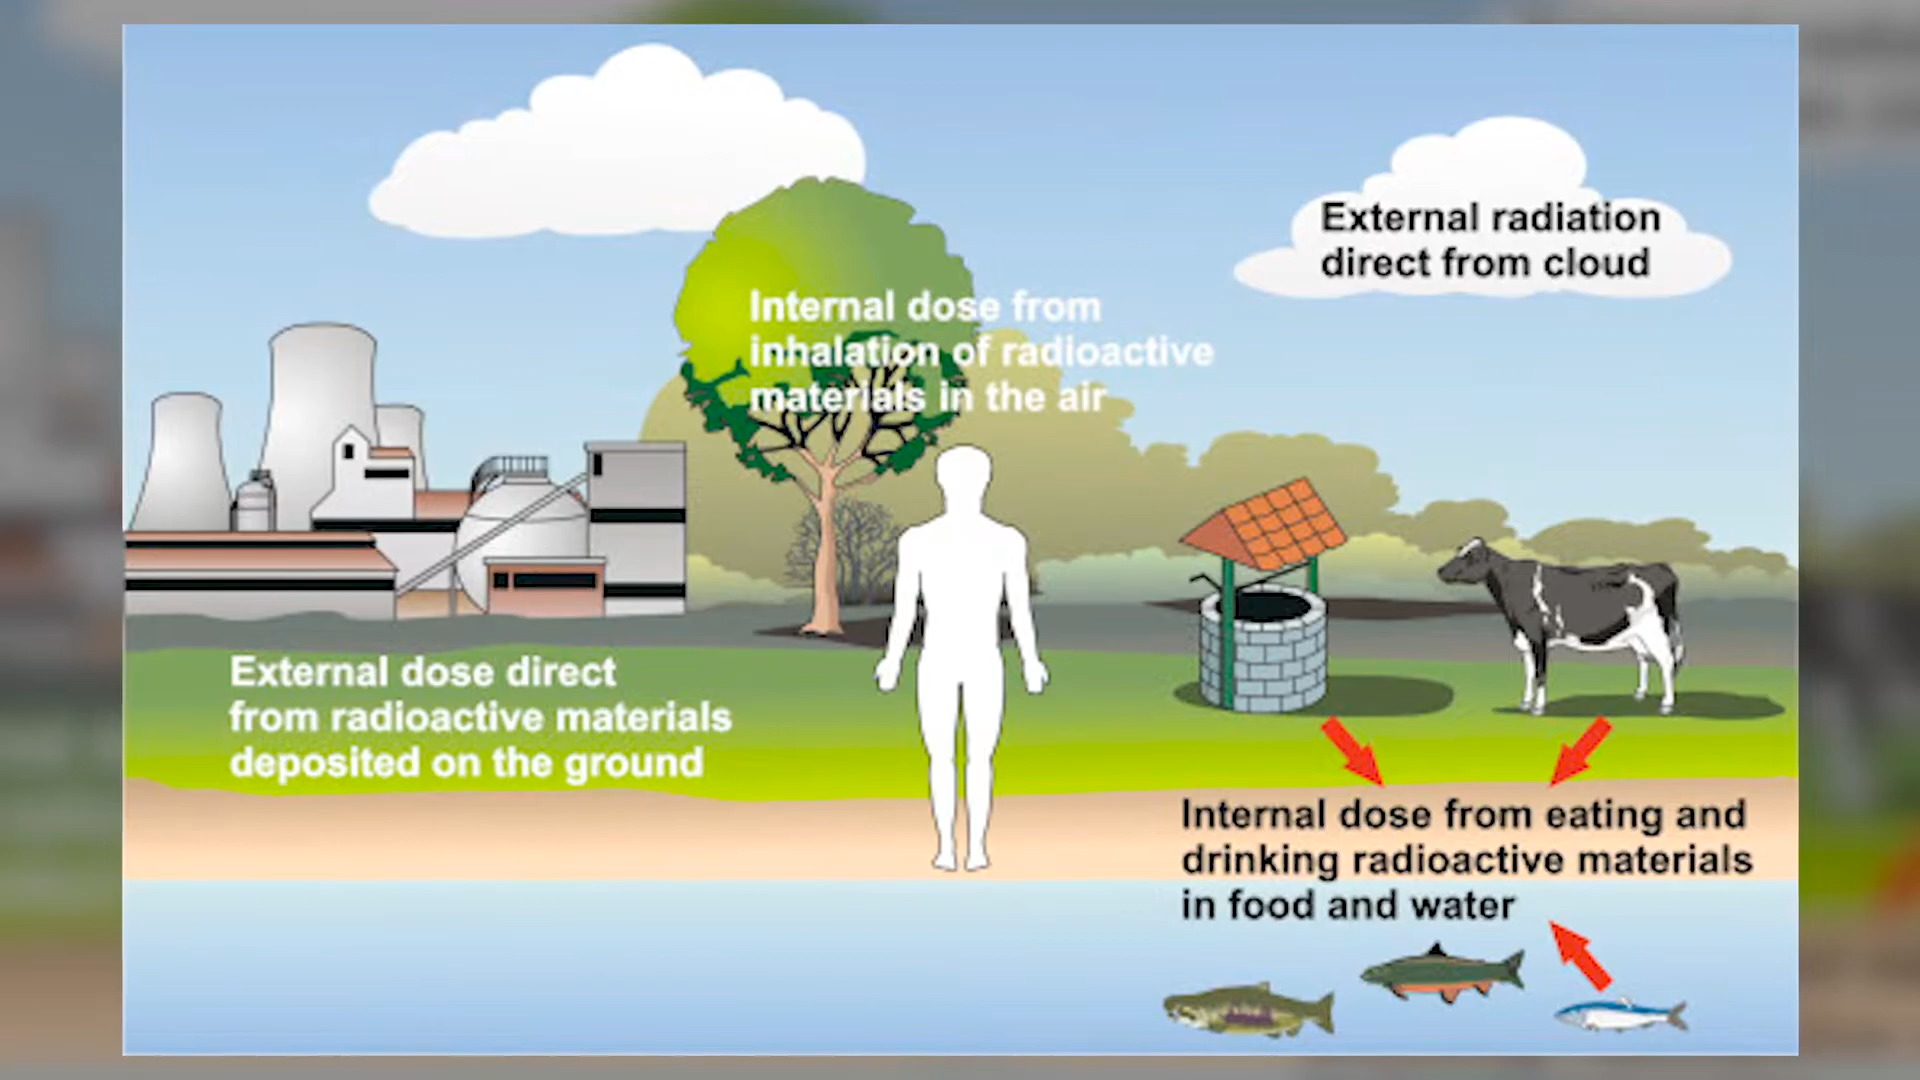 External radiation
direct from cloud
Internal dose from
inhalation of radioactive
materials in the air
External dose direct
from radioactive materials
deposited on the ground
Internal dose from eating and
drinking radioactive materials
in food and water